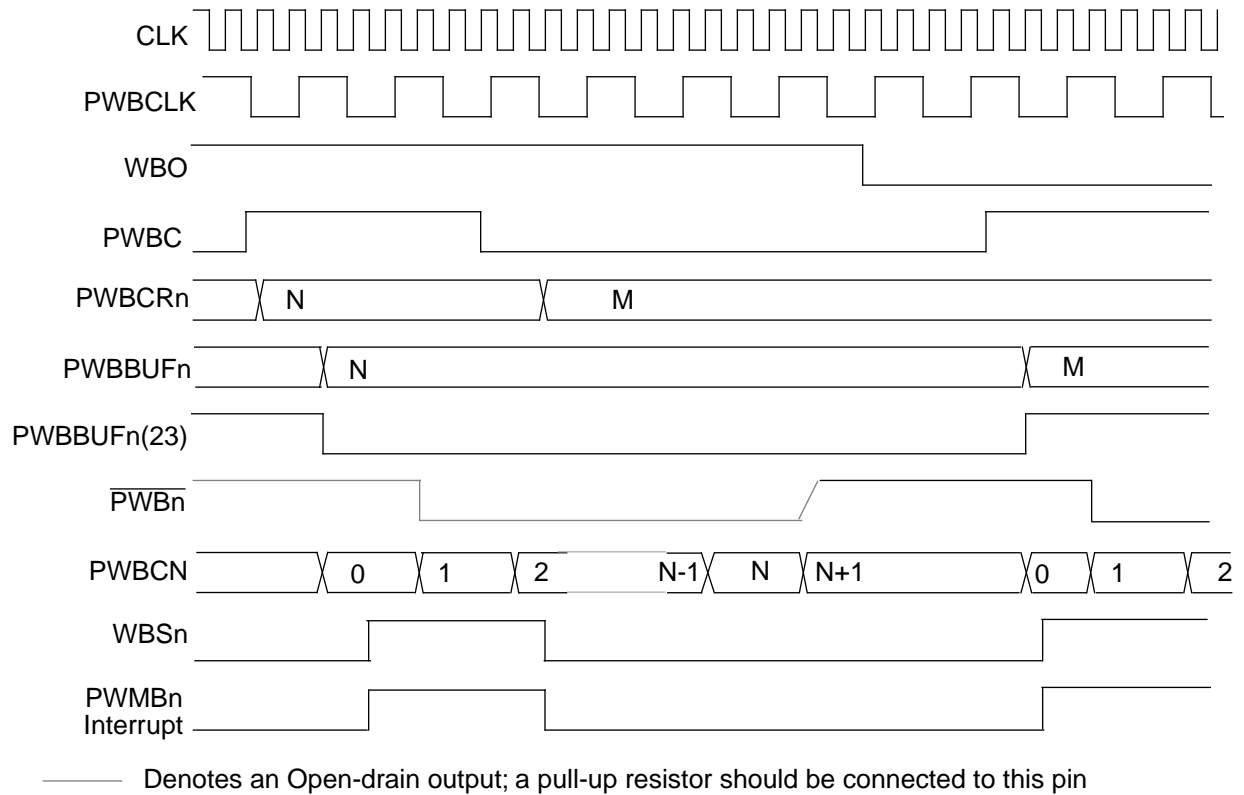 CLK
PWBCLK
WBO
PWBC
PWBCRn N M
PWBBUFn N M
PWBBUFn(23)
PWBn
PWBCN 0 1 2 N-1 N N+1 0 1 2
WBSn
PWMBn
Interrupt
Denotes an Open-drain output; a pull-up resistor should be connected to this pin